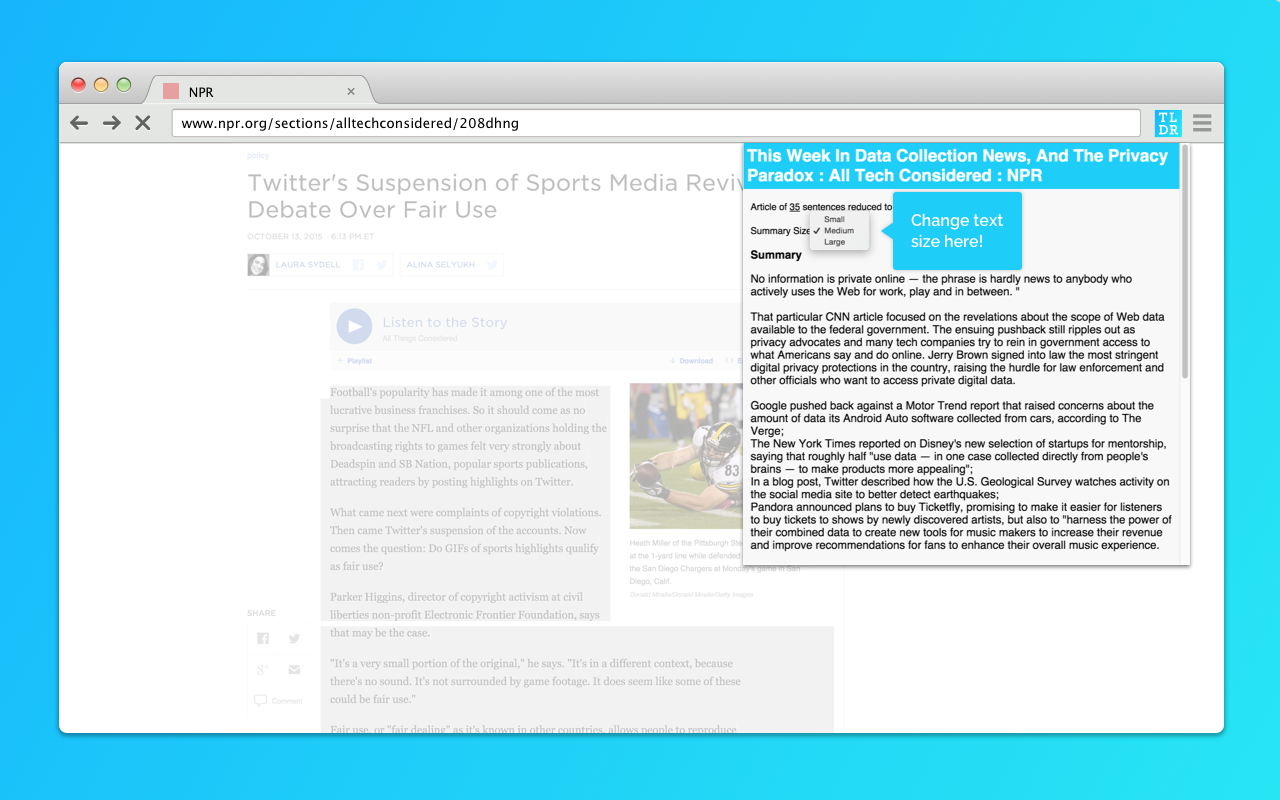 NPR
www.npr.org/sections/alltechconsidered/208dhng
TL
DR
policy
Twitter's Suspension of Sports Media Reviv
Debate Over Fair Use
OCTOBER 13, 2015 6:13 PM ET
LAURA SYDELL
ALINA SELYUKH
Listen to the Story
All Things Considered
Playlist
Download
Football's popularity has made it among one of the most
lucrative business franchises. So it should come as no
surprise that the NFL and other organizations holding the
broadcasting rights to games felt very strongly about
Deadspin and SB Nation, popular sports publications,
attracting readers by posting highlights on Twitter.
What came next were complaints of copyright violations.
Then came Twitter's suspension of the accounts. Now
comes the question: Do GIFs of sports highlights qualify
as fair use?
Parker Higgins, director of copyright activism at civil
liberties non-profit Electronic Frontier Foundation, says
that may be the case.
"It's a very small portion of the original," he says. "It's in a different context, because
there's no sound. It's not surrounded by game footage. It does seem like some of these
could be fair use."
Fair use, or "fair dealing" as it's known in other countries, allows people to reproduce
83
Heath Miller of the Pittsburgh Ste
at the 1-yard line while defended
the San Diego Chargers at Monday's game in San
Diego, Calif.
Donald Miralle/Donald Miralle/Getty Images
SHARE
Comment
This Week In Data Collection News, And The Privacy
Paradox : All Tech Considered : NPR
Article of 35 sentences reduced to
Summary Size
Small
✓ Medium
Large
Change text
size here!
Summary
No information is private online — the phrase is hardly news to anybody who
actively uses the Web for work, play and in between. "
That particular CNN article focused on the revelations about the scope of Web data
available to the federal government. The ensuing pushback still ripples out as
privacy advocates and many tech companies try to rein in government access to
what Americans say and do online. Jerry Brown signed into law the most stringent
digital privacy protections in the country, raising the hurdle for law enforcement and
other officials who want to access private digital data.
Google pushed back against a Motor Trend report that raised concerns about the
amount of data its Android Auto software collected from cars, according to The
Verge;
The New York Times reported on Disney's new selection of startups for mentorship,
saying that roughly half "use data — in one case collected directly from people's
brains — to make products more appealing";
In a blog post, Twitter described how the U.S. Geological Survey watches activity on
the social media site to better detect earthquakes;
Pandora announced plans to buy Ticketfly, promising to make it easier for listeners
to buy tickets to shows by newly discovered artists, but also to "harness the power of
their combined data to create new tools for music makers to increase their revenue
and improve recommendations for fans to enhance their overall music experience.